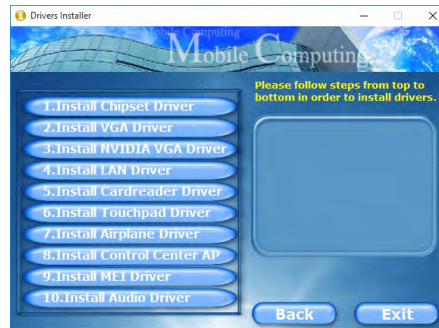 Drivers Installer
Mobile Computing
Mobile Computing
Please follow steps from top to
bottom in order to install drivers.
1.Install Chipset Driver
2.Install VGA Driver
3.Install NVIDIA VGA Driver
4.Install LAN Driver
5.Install Cardreader Driver
6.Install Touchpad Driver
7.Install Airplane Driver
8.Install Control Center AP
9.Install MEI Driver
10.Install Audio Driver
Back
Exit